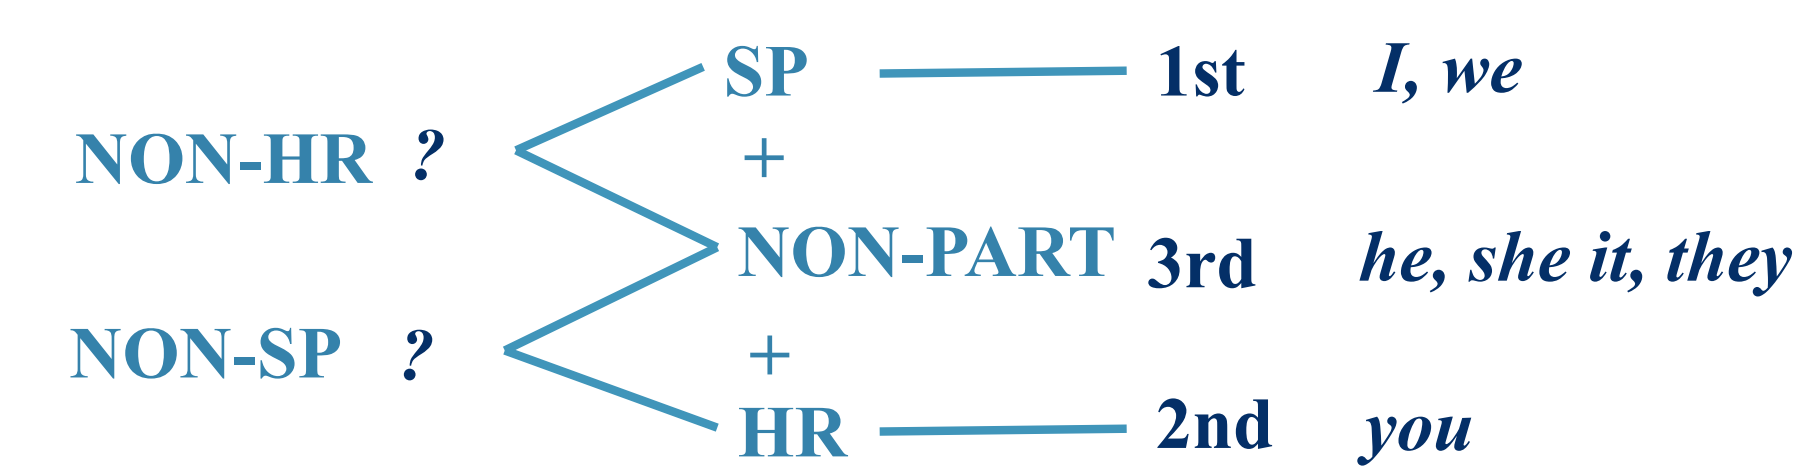 SP 1st I, we
NON-HR ? +
NON-PART 3rd he, she it, they
NON-SP ? +
HR 2nd you